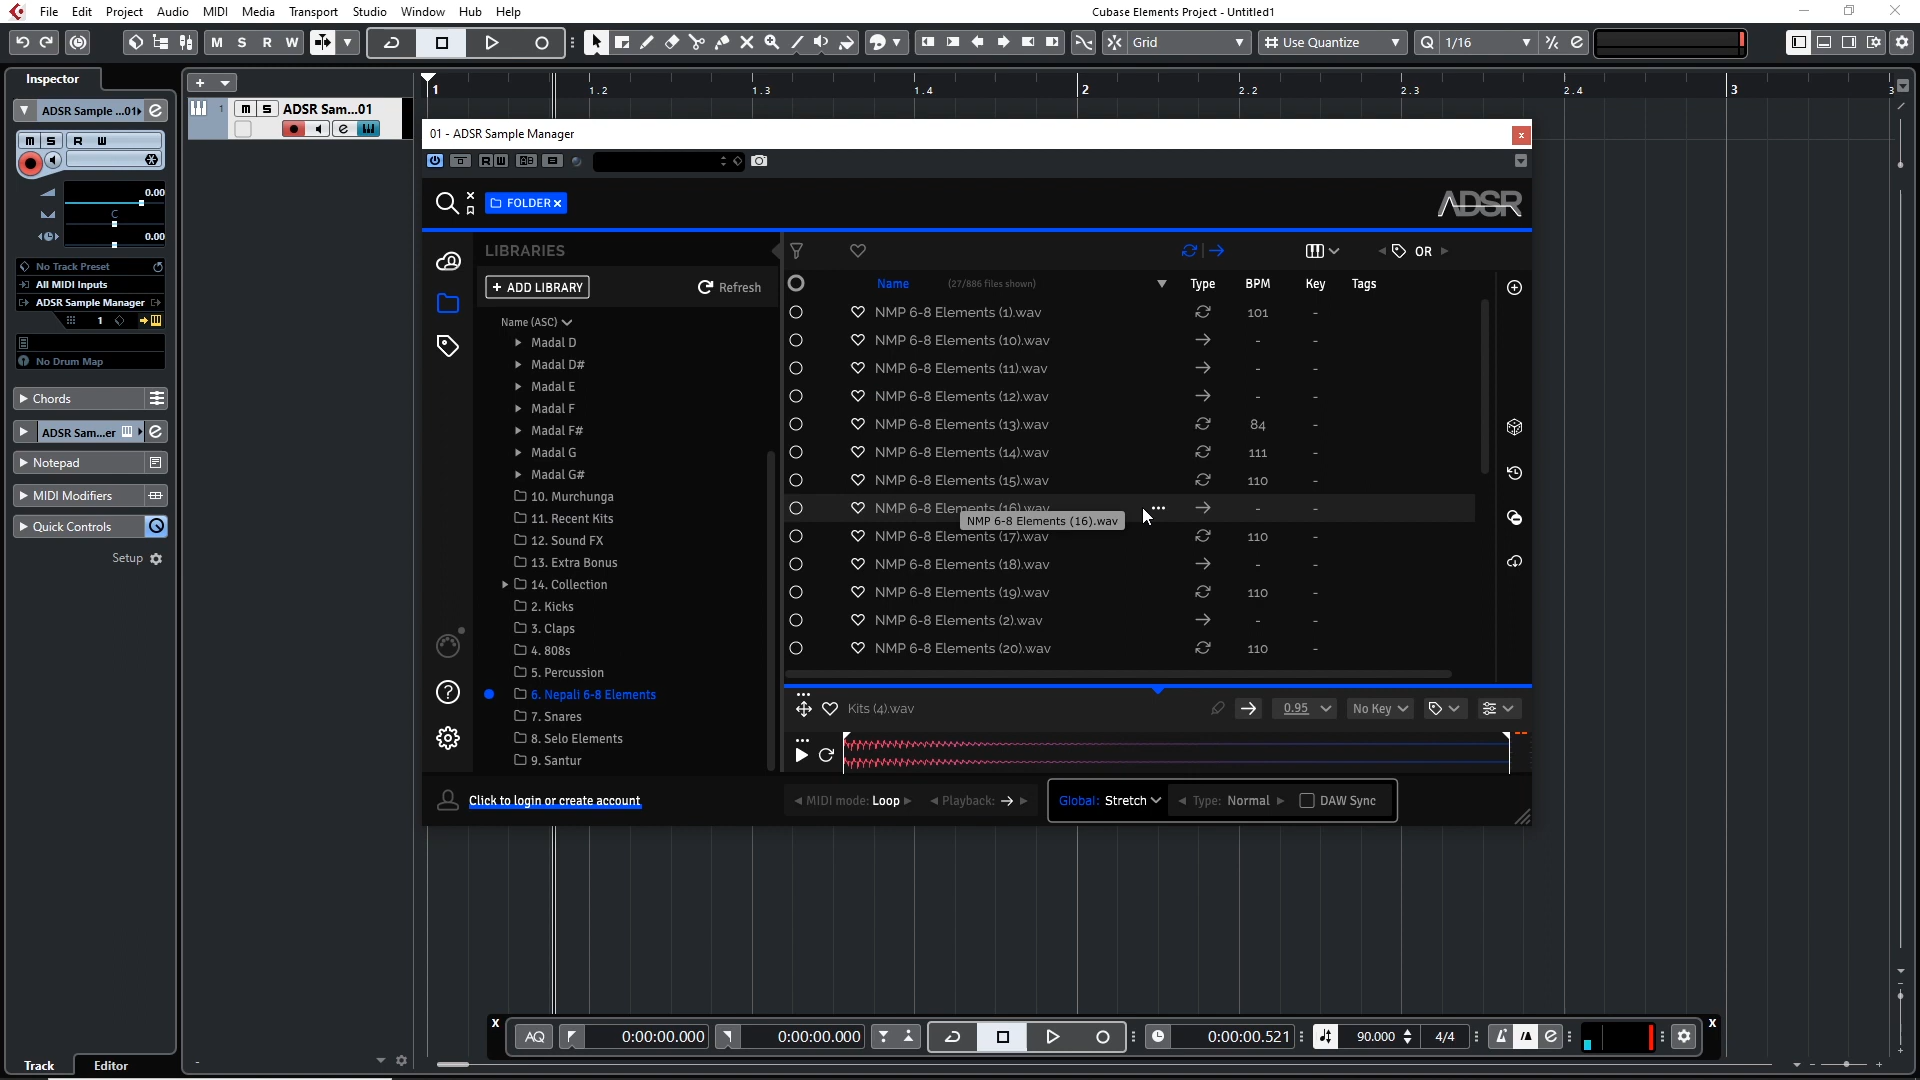 File Edit Project Audio MIDI Media Transport Studio Window Hub Help
Cubase Elements Project - Untitled1
M S R W
Grid
Use Quantize
Q 1/16
Inspector
ADSR Sample ...01
m S R W
0.00
C
0.00
No Track Preset
All MIDI Inputs
ADSR Sample Manager
1
No Drum Map
Chords
ADSR Sam...er
Notepad
MIDI Modifiers
Quick Controls
Setup
Track Editor
1 m S ADSR Sam...01
1 1.2 1.3 1.4 2 2.2 2.3 2.4 3 3
01 - ADSR Sample Manager
FOLDER x
ADSR
LIBRARIES
+ ADD LIBRARY
Refresh
Name (ASC)
Madal D
Madal D#
Madal E
Madal F
Madal F#
Madal G
Madal G#
10. Murchunga
11. Recent Kits
12. Sound FX
13. Extra Bonus
14. Collection
2. Kicks
3. Claps
4. 808s
5. Percussion
6. Nepali 6-8 Elements
7. Snares
8. Selo Elements
9. Santur
OR
Name (27/886 files shown) Type BPM Key Tags
NMP 6-8 Elements (1).wav 101 -
NMP 6-8 Elements (10).wav - -
NMP 6-8 Elements (11).wav - -
NMP 6-8 Elements (12).wav - -
NMP 6-8 Elements (13).wav 84 -
NMP 6-8 Elements (14).wav 111 -
NMP 6-8 Elements (15).wav 110 -
NMP 6-8 Elements (16).wav - -
NMP 6-8 Elements (16).wav
NMP 6-8 Elements (17).wav 110 -
NMP 6-8 Elements (18).wav - -
NMP 6-8 Elements (19).wav 110 -
NMP 6-8 Elements (2).wav - -
NMP 6-8 Elements (20).wav 110 -
Kits (4).wav
0.95
No Key
Click to login or create account
MIDI mode: Loop
Playback:
Global: Stretch
Type: Normal
DAW Sync
X AQ 0:00:00.000 0:00:00.000 0:00:00.521 90.000 4/4 X